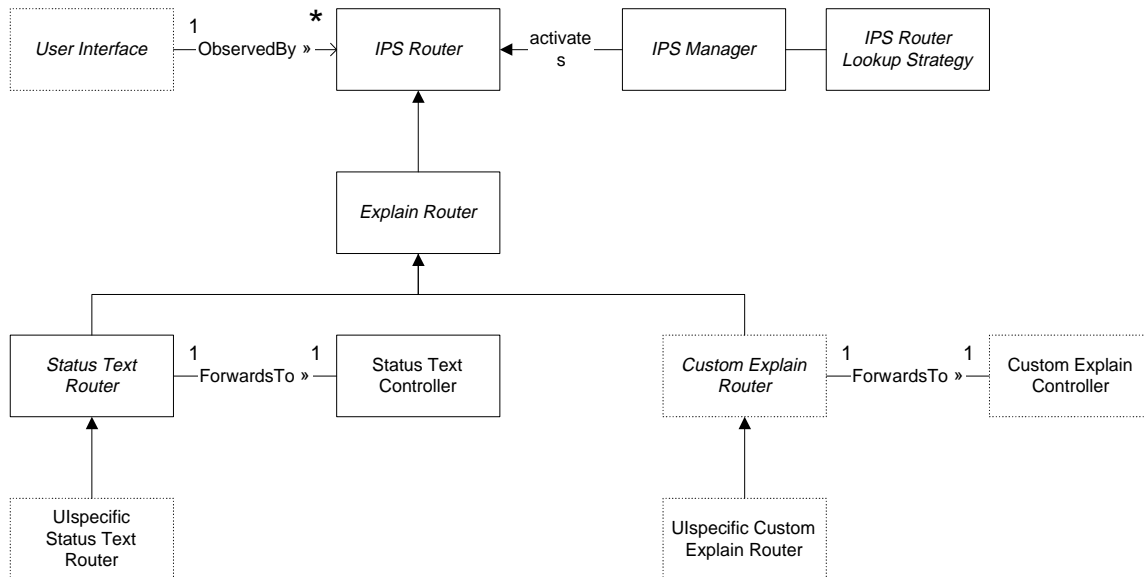 1
*
User Interface
ObservedBy »
IPS Router
activate
s
IPS Manager
IPS Router
Lookup Strategy
Explain Router
Status Text
Router
1
ForwardsTo »
1
Status Text
Controller
Custom Explain
Router
1
ForwardsTo »
1
Custom Explain
Controller
UIspecific
Status Text
Router
UIspecific Custom
Explain Router